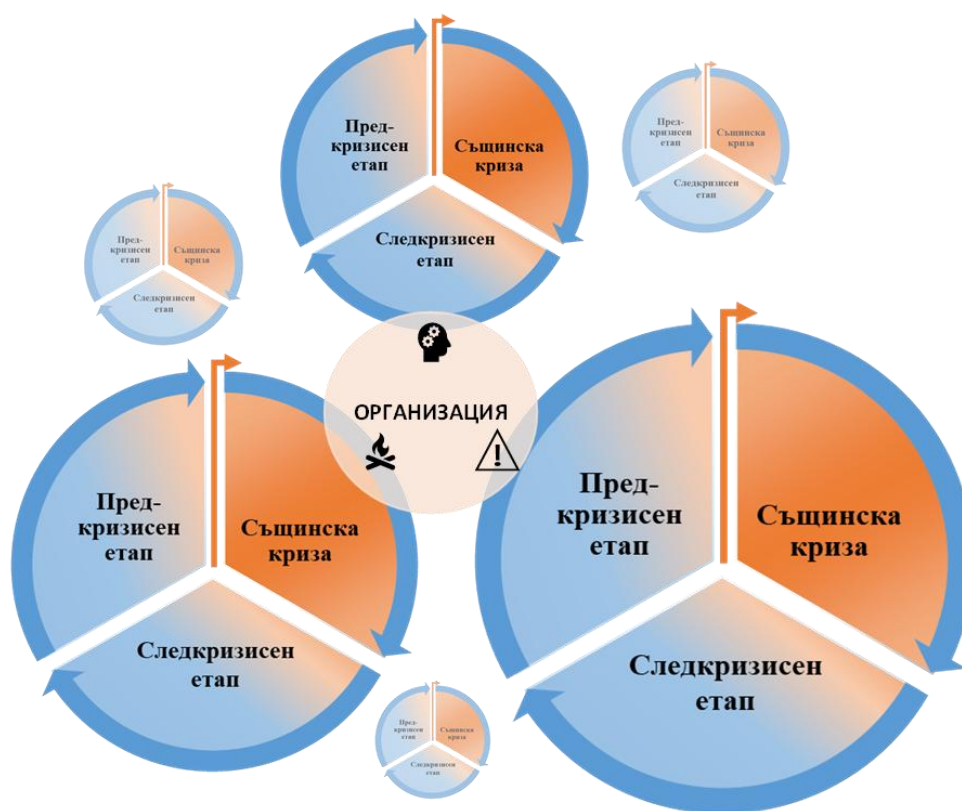 Пред-
кризисен
етап
Същинска
криза
Следкризисен
етап
Пред-
кризисен
етап
Същинска
криза
Следкризисен
етап
Пред-
кризисен
етап
Същинска
криза
Следкризисен
етап
ОРГАНИЗАЦИЯ
Пред-
кризисен
етап
Същинска
криза
Следкризисен
етап
Пред-
кризисен
етап
Същинска
криза
Следкризисен
етап
Пред-
кризисен
етап
Същинска
криза
Следкризисен
етап